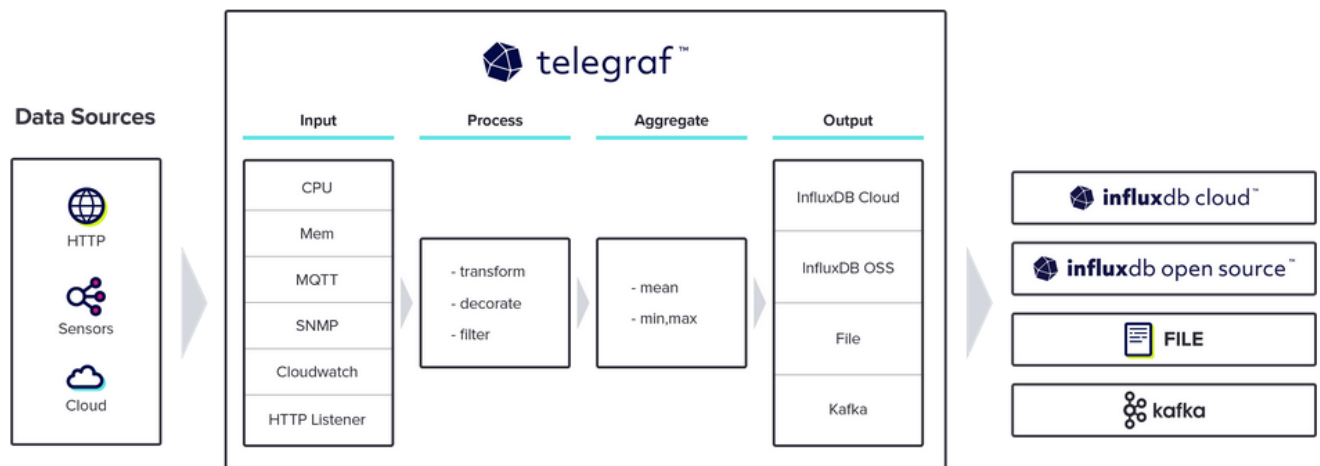 telegraf™
Data Sources
HTTP
Sensors
Cloud
Input
CPU
Mem
MQTT
SNMP
Cloudwatch
HTTP Listener
Process
- transform
- decorate
- filter
Aggregate
- mean
- min,max
Output
InfluxDB Cloud
InfluxDB OSS
File
Kafka
influxdb cloud™
influxdb open source™
FILE
kafka